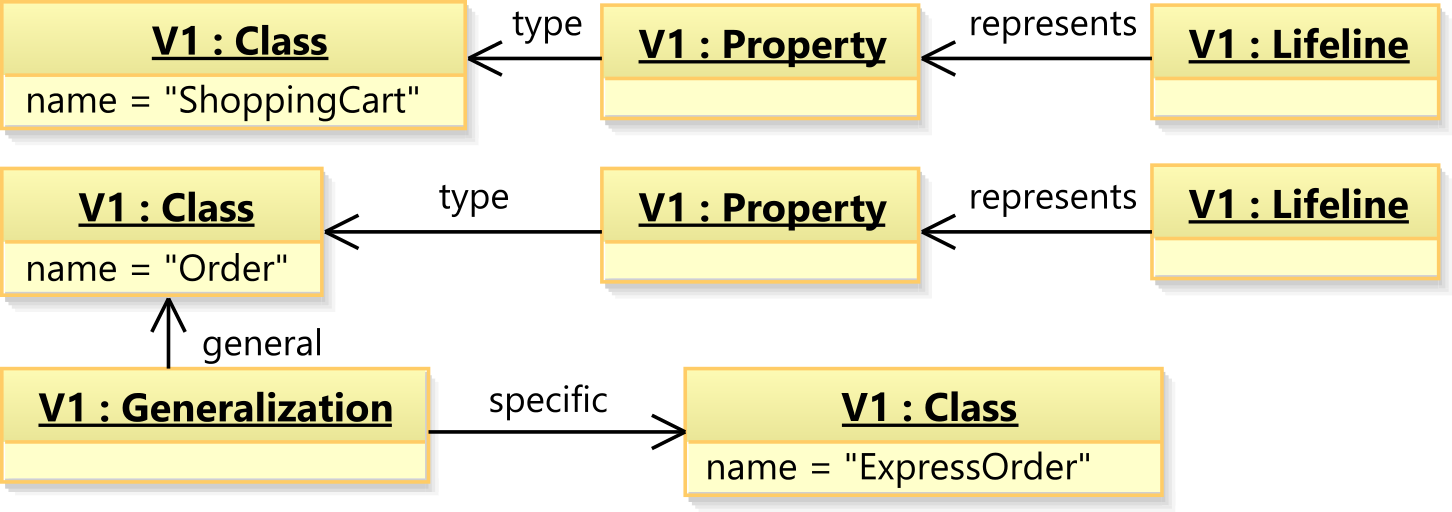 type
represents
V1 : Class
V1 : Property
V1 : Lifeline
name = "ShoppingCart"
type
represents
V1 : Class
V1 : Property
V1 : Lifeline
name = "Order"
general
V1 : Generalization
specific
V1 : Class
name = "ExpressOrder"